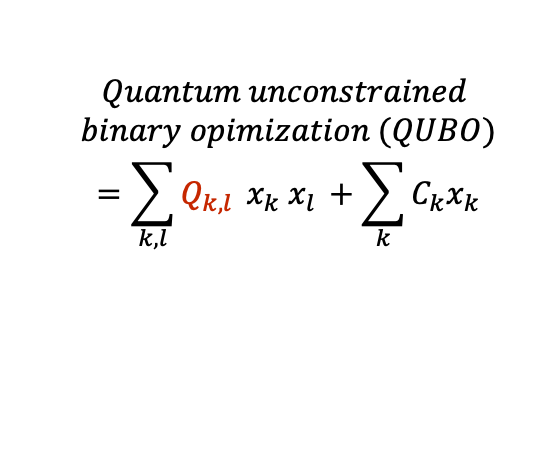 Quantum unconstrained
binary opimization (QUBO)
= ∑_{k,l} Q_{k,l} x_k x_l + ∑_k C_k x_k